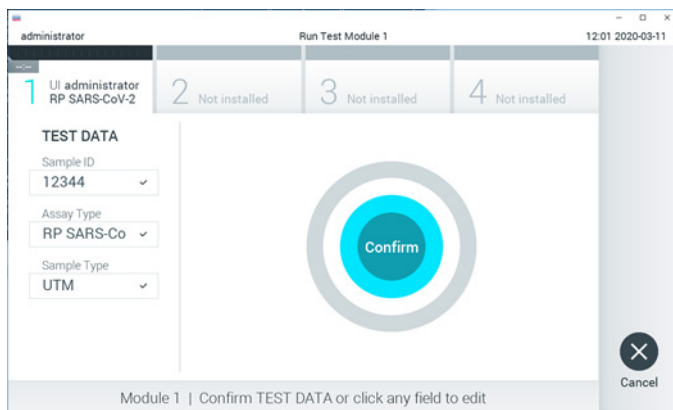 administrator
Run Test Module 1
12:01 2020-03-11
--:--
1 UI administrator
RP SARS-CoV-2
2 Not installed
3 Not installed
4 Not installed
TEST DATA
Sample ID
12344
Assay Type
RP SARS-Co
Sample Type
UTM
Confirm
Cancel
Module 1 | Confirm TEST DATA or click any field to edit